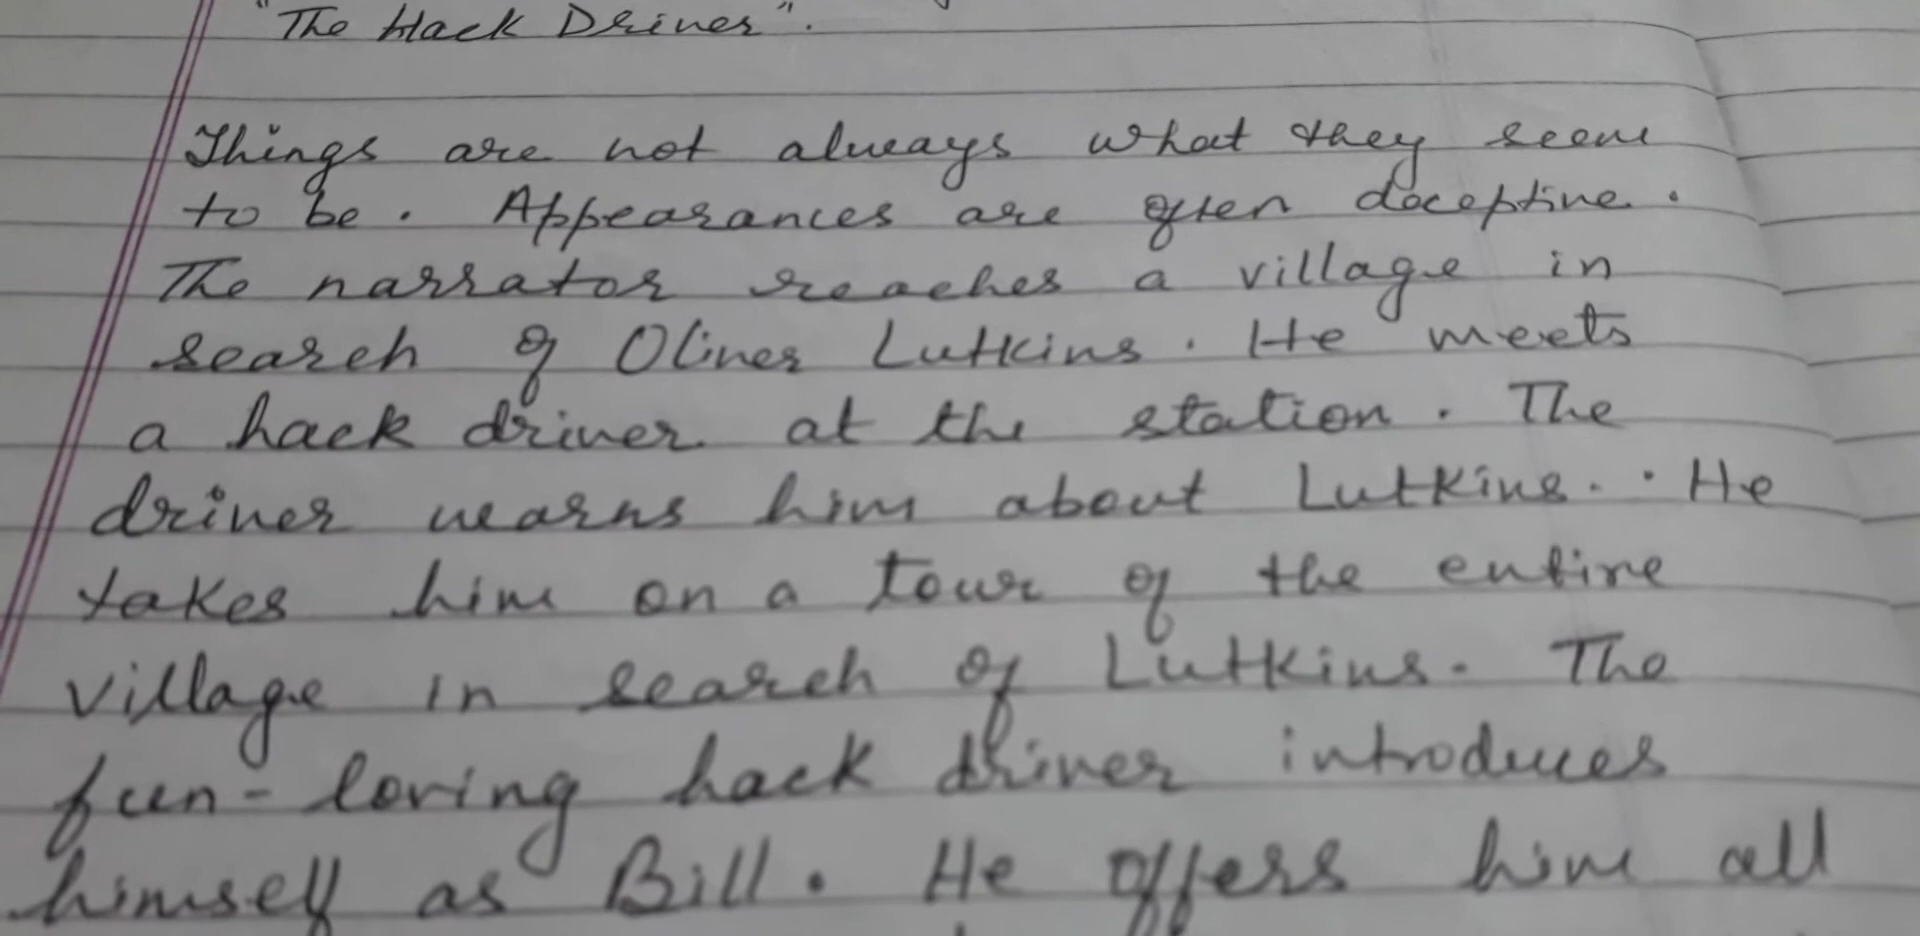 "The Hack Driver".
Things are not always what they seem
to be. Appearances are often deceptive.
The narrator reaches a village in
search of Oliver Lutkins. He meets
a hack driver at the station. The
driver warns him about Lutkins. He
takes him on a tour of the entire
village in search of Lutkins. The
fun-loving hack driver introduces
himself as Bill. He offers him all